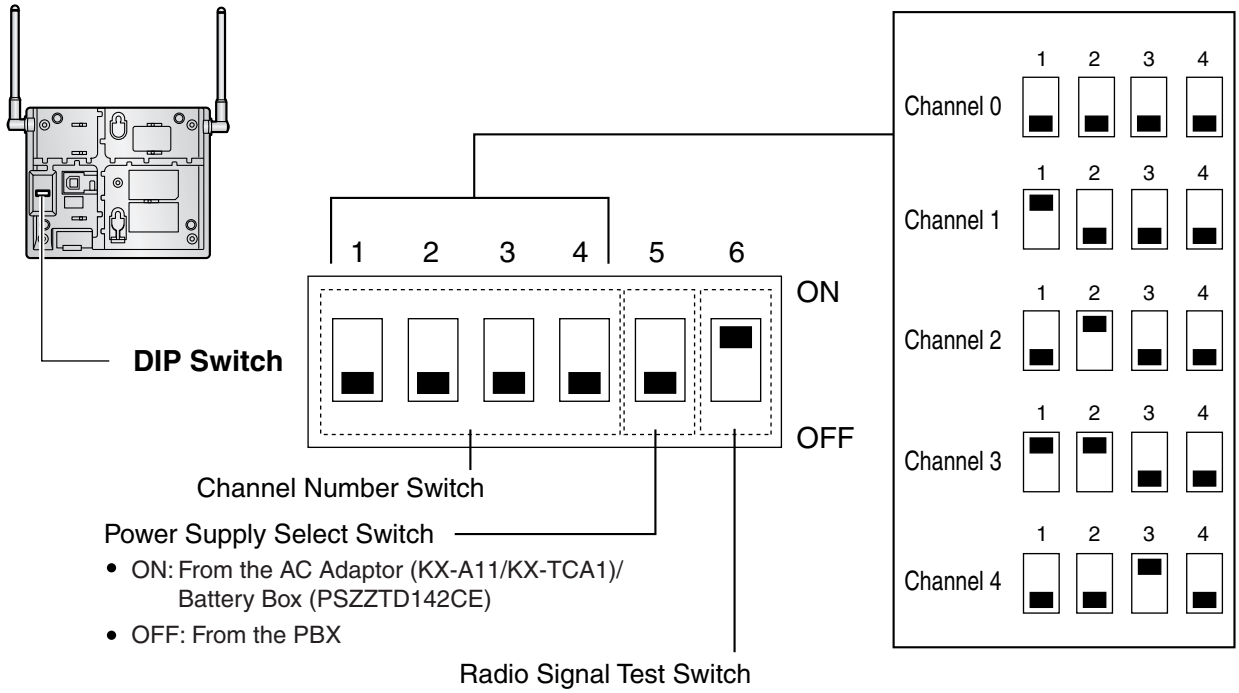 1 2 3 4 5 6
ON
OFF
DIP Switch
Channel Number Switch
Power Supply Select Switch
• ON: From the AC Adaptor (KX-A11/KX-TCA1)/
Battery Box (PSZZTD142CE)
• OFF: From the PBX
Radio Signal Test Switch
1 2 3 4
Channel 0
1 2 3 4
Channel 1
1 2 3 4
Channel 2
1 2 3 4
Channel 3
1 2 3 4
Channel 4